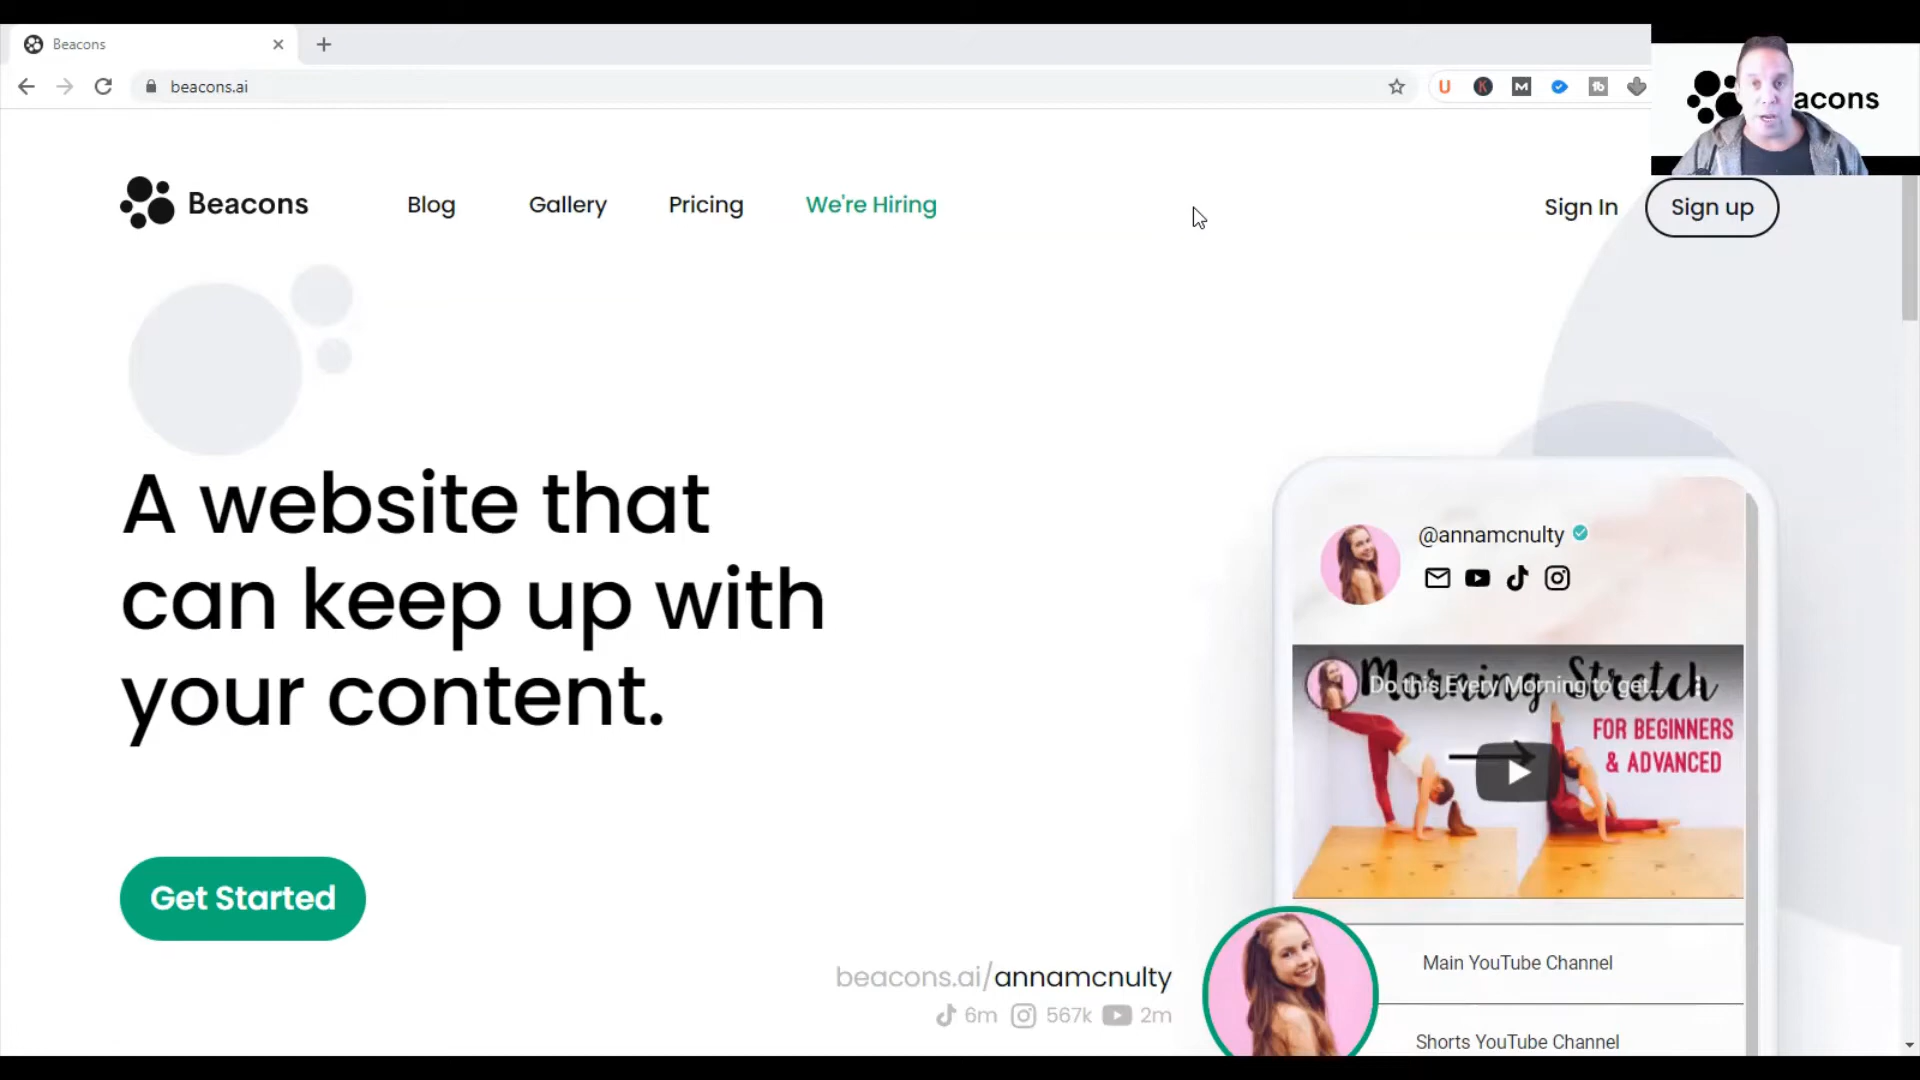 Beacons
beacons.ai
acons
Beacons
Blog
Gallery
Pricing
We're Hiring
Sign In
Sign up
A website that
can keep up with
your content.
Get Started
@annamcnulty
Morning Stretch
Do this Every Morning to get...
FOR BEGINNERS
& ADVANCED
Main YouTube Channel
Shorts YouTube Channel
beacons.ai/annamcnulty
6m 567k 2m